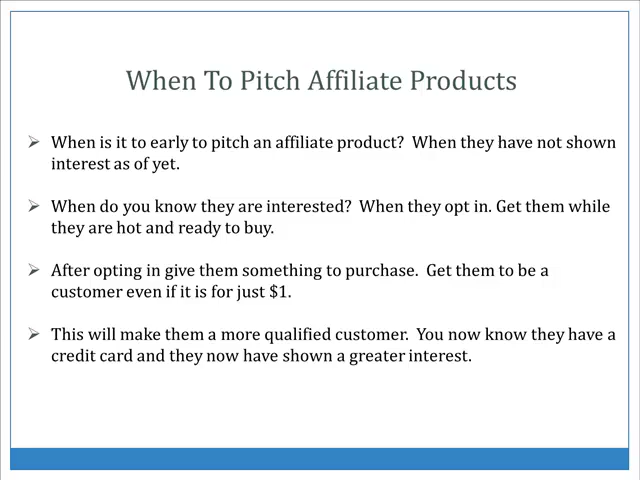 When To Pitch Affiliate Products
When is it to early to pitch an affiliate product?  When they have not shown
interest as of yet.
When do you know they are interested?  When they opt in. Get them while
they are hot and ready to buy.
After opting in give them something to purchase.  Get them to be a
customer even if it is for just $1.
This will make them a more qualified customer.  You now know they have a
credit card and they now have shown a greater interest.